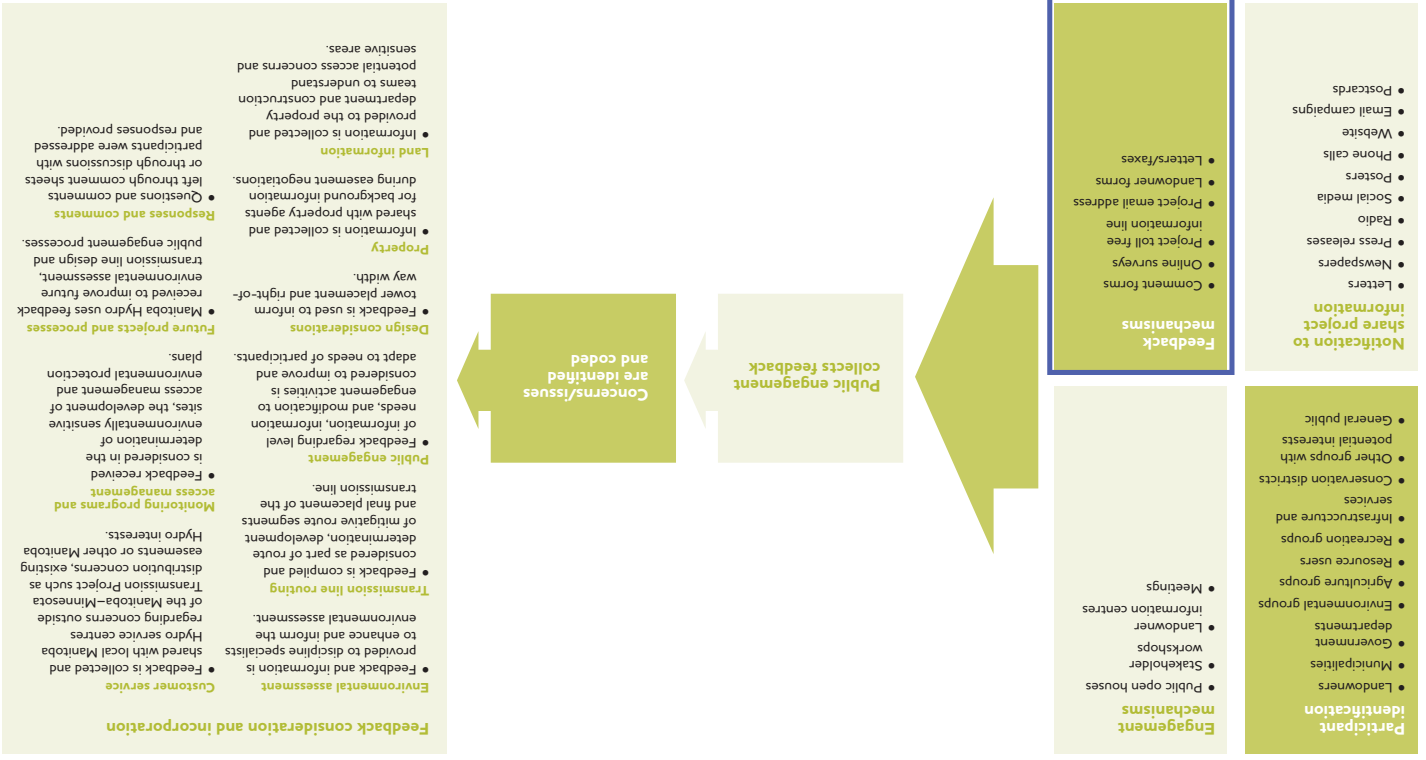 Participant
identification
• Landowners
• Municipalities
• Government
departments
• Environmental groups
• Agriculture groups
• Resource users
• Recreation groups
• Infrastruccture and
services
• Conservation districts
• Other groups with
potential interests
• General public
Engagement
mechanisms
• Public open houses
• Stakeholder
workshops
• Landowner
information centres
• Meetings
Notification to
share project
information
• Letters
• Newspapers
• Press releases
• Radio
• Social media
• Posters
• Phone calls
• Website
• Email campaigns
• Postcards
Feedback
mechanisms
• Comment forms
• Online surveys
• Project toll free
information line
• Project email address
• Landowner forms
• Letters/faxes
Public engagement
collects feedback
Concerns/issues
are identified
and coded
Feedback consideration and incorporation
Environmental assessment
• Feedback and information is
provided to discipline specialists
to enhance and inform the
environmental assessment.
Transmission line routing
• Feedback is compiled and
considered as part of route
determination, development
of mitigative route segments
and final placement of the
transmission line.
Public engagement
• Feedback regarding level
of information, information
needs, and modification to
engagement activities is
considered to improve and
adapt to needs of participants.
Design considerations
• Feedback is used to inform
tower placement and right-of-
way width.
Property
• Information is collected and
shared with property agents
for background information
during easement negotiations.
Land information
• Information is collected and
provided to the property
department and construction
teams to understand
potential access concerns and
sensitive areas.
Customer service
• Feedback is collected and
shared with local Manitoba
Hydro service centres
regarding concerns outside
of the Manitoba–Minnesota
Transmission Project such as
distribution concerns, existing
easements or other Manitoba
Hydro interests.
Monitoring programs and
access management
• Feedback received
is considered in the
determination of
environmentally sensitive
sites, the development of
access management and
environmental protection
plans.
Future projects and processes
• Manitoba Hydro uses feedback
received to improve future
environmental assessment,
transmission line design and
public engagement processes.
Responses and comments
• Questions and comments
left through comment sheets
or through discussions with
participants were addressed
and responses provided.